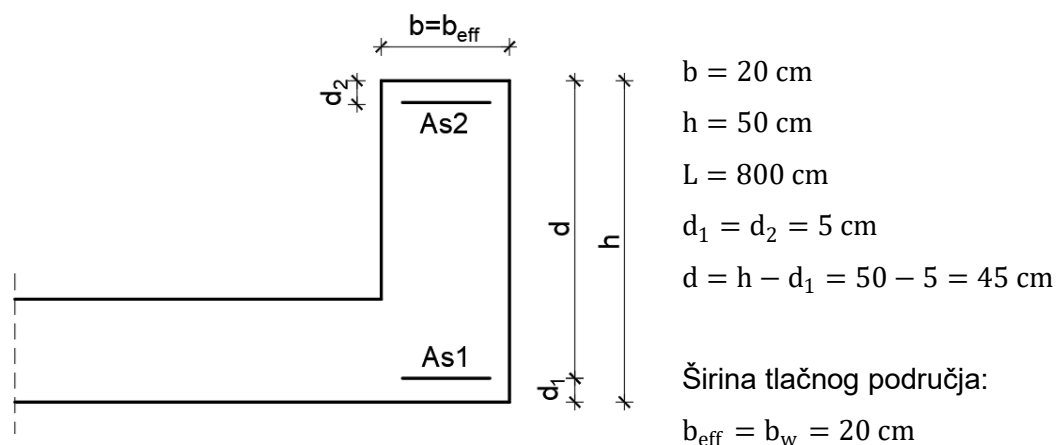 b=b_eff
d₂
As2
d
h
As1
d₁
b = 20 cm
h = 50 cm
L = 800 cm
d₁ = d₂ = 5 cm
d = h − d₁ = 50 − 5 = 45 cm
Širina tlačnog područja:
b_eff = b_w = 20 cm